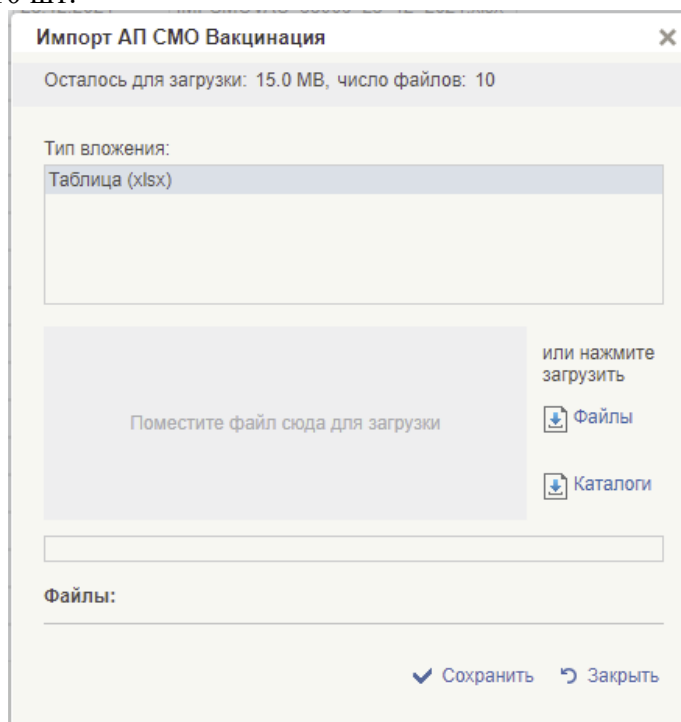 Импорт АП СМО Вакцинация
Осталось для загрузки: 15.0 MB, число файлов: 10
Тип вложения:
Таблица (xlsx)
или нажмите
загрузить
Поместите файл сюда для загрузки
Файлы
Каталоги
Файлы:
Сохранить Закрыть